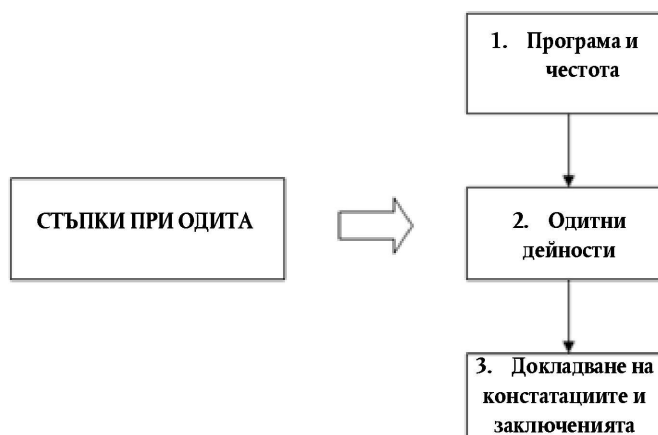 1. Програма и
честота
СТЪПКИ ПРИ ОДИТА
2. Одитни
дейности
3. Докладване на
констатациите и
заключенията